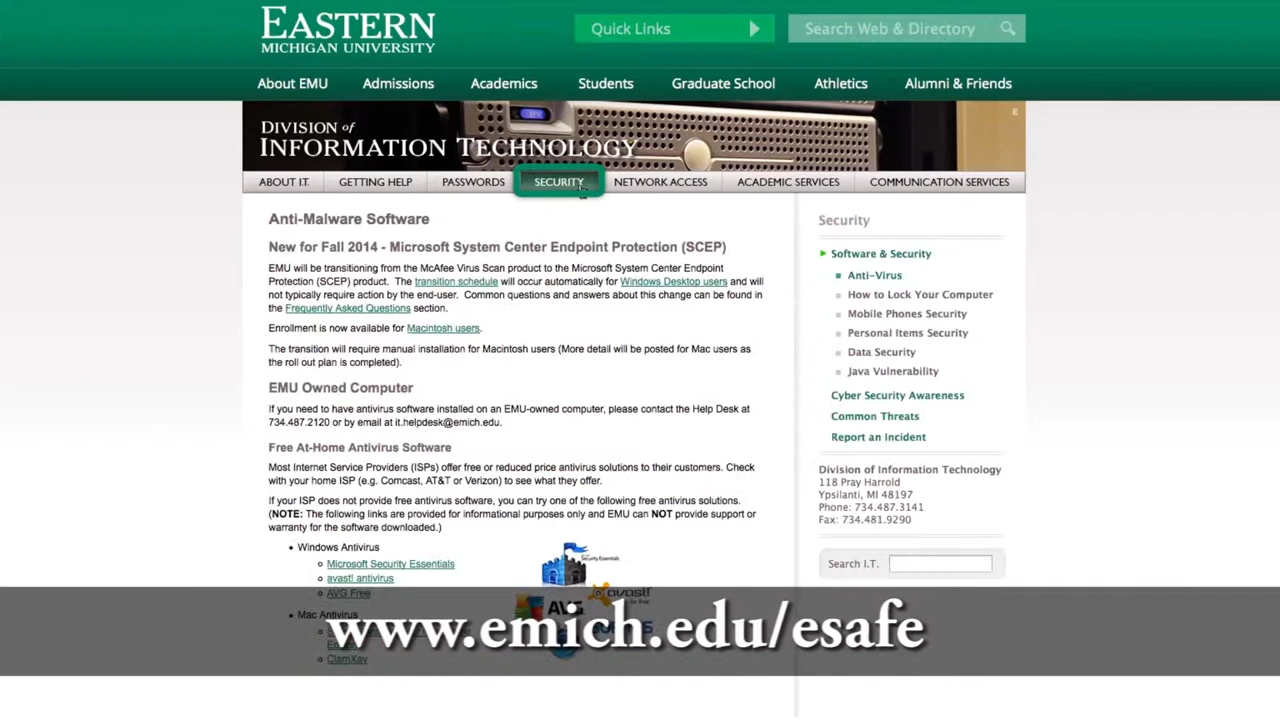 EASTERN
MICHIGAN UNIVERSITY
Quick Links
Search Web & Directory
About EMU
Admissions
Academics
Students
Graduate School
Athletics
Alumni & Friends
DIVISION of
INFORMATION TECHNOLOGY
ABOUT I.T.
GETTING HELP
PASSWORDS
SECURITY
NETWORK ACCESS
ACADEMIC SERVICES
COMMUNICATION SERVICES
Anti-Malware Software
New for Fall 2014 - Microsoft System Center Endpoint Protection (SCEP)
EMU will be transitioning from the McAfee Virus Scan product to the Microsoft System Center Endpoint
Protection (SCEP) product. The transition schedule will occur automatically for Windows Desktop users and will
not typically require action by the end-user. Common questions and answers about this change can be found in
the Frequently Asked Questions section.
Enrollment is now available for Macintosh users.
The transition will require manual installation for Macintosh users (More detail will be posted for Mac users as
the roll out plan is completed).
EMU Owned Computer
If you need to have antivirus software installed on an EMU-owned computer, please contact the Help Desk at
734.487.2120 or by email at it.helpdesk@emich.edu.
Free At-Home Antivirus Software
Most Internet Service Providers (ISPs) offer free or reduced price antivirus solutions to their customers. Check
with your home ISP (e.g. Comcast, AT&T or Verizon) to see what they offer.
If your ISP does not provide free antivirus software, you can try one of the following free antivirus solutions.
(NOTE: The following links are provided for informational purposes only and EMU can NOT provide support or
warranty for the software downloaded.)
• Windows Antivirus
Microsoft Security Essentials
avast! antivirus
AVG Free
• Mac Antivirus
ClamXav
Security Essentials
avast!
AVG
Security
Software & Security
Anti-Virus
How to Lock Your Computer
Mobile Phones Security
Personal Items Security
Data Security
Java Vulnerability
Cyber Security Awareness
Common Threats
Report an Incident
Division of Information Technology
118 Pray Harrold
Ypsilanti, MI 48197
Phone: 734.487.3141
Fax: 734.481.9290
Search I.T.
www.emich.edu/esafe